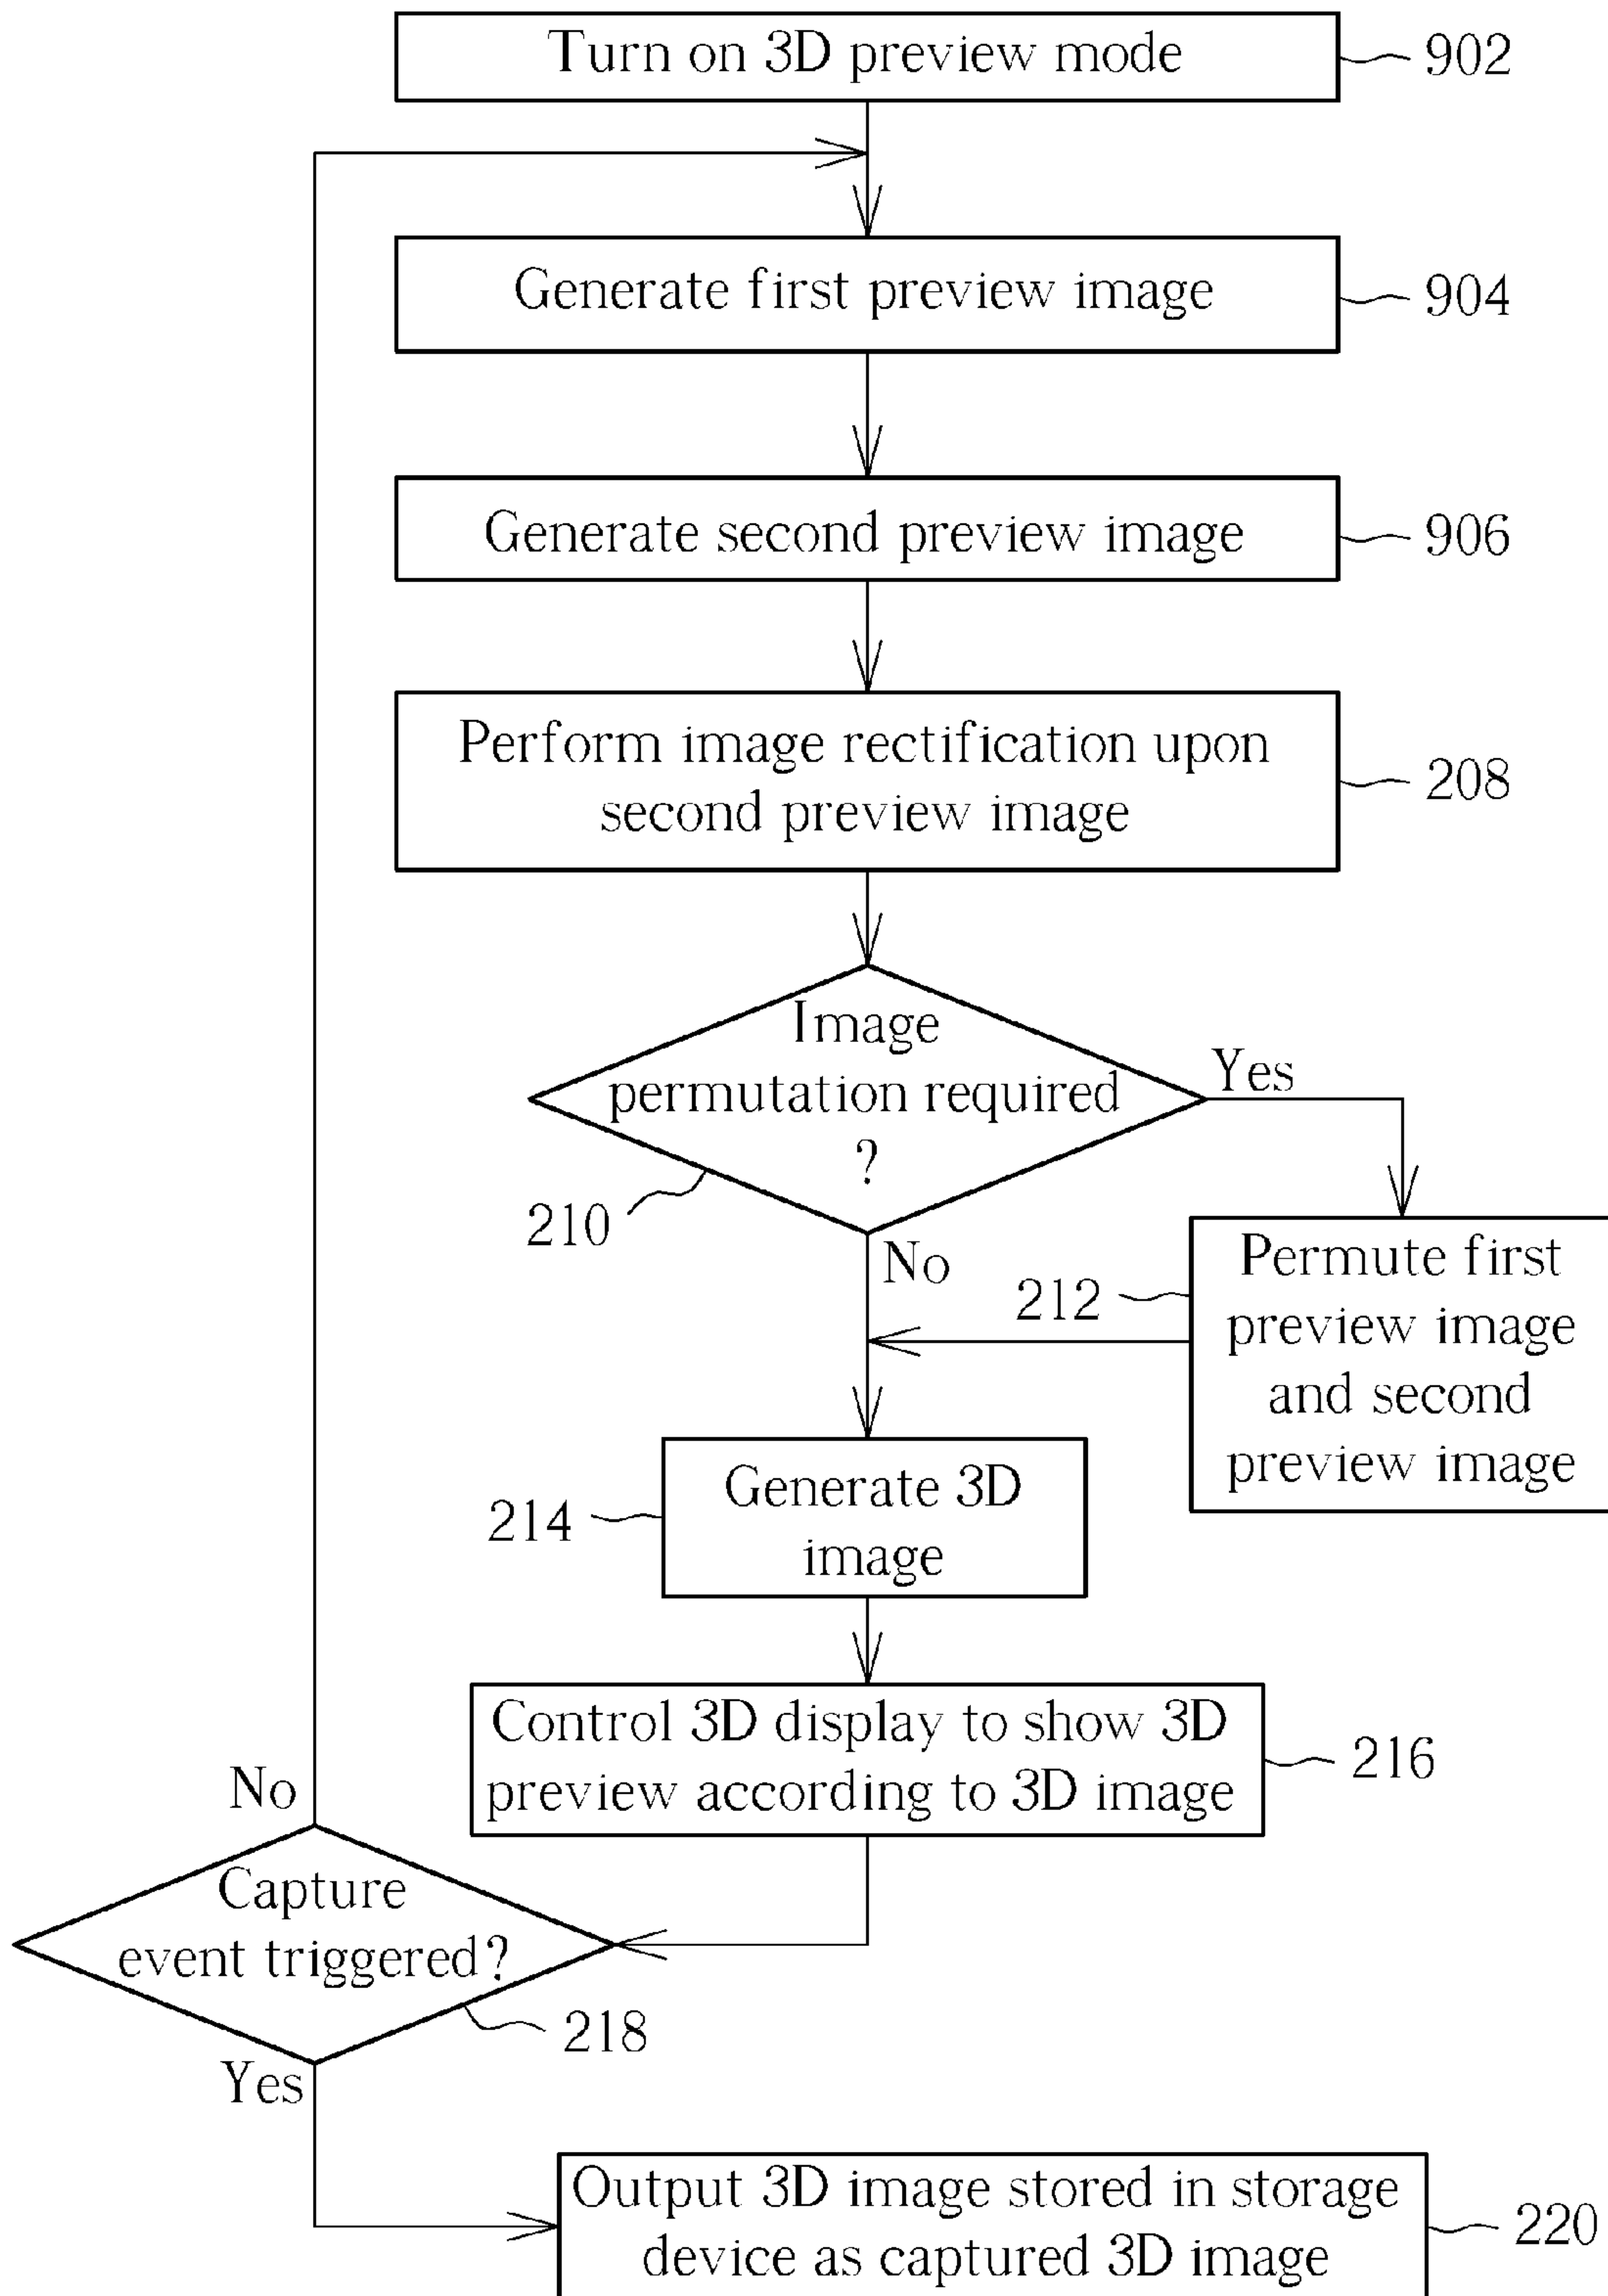 Turn on 3D preview mode
902
Generate first preview image
904
Generate second preview image
906
Perform image rectification upon
second preview image
208
Image
permutation required
?
Yes
210
No
212
Permute first
preview image
and second
preview image
Generate 3D
image
214
Control 3D display to show 3D
preview according to 3D image
216
No
Capture
event triggered?
218
Yes
Output 3D image stored in storage
device as captured 3D image
220